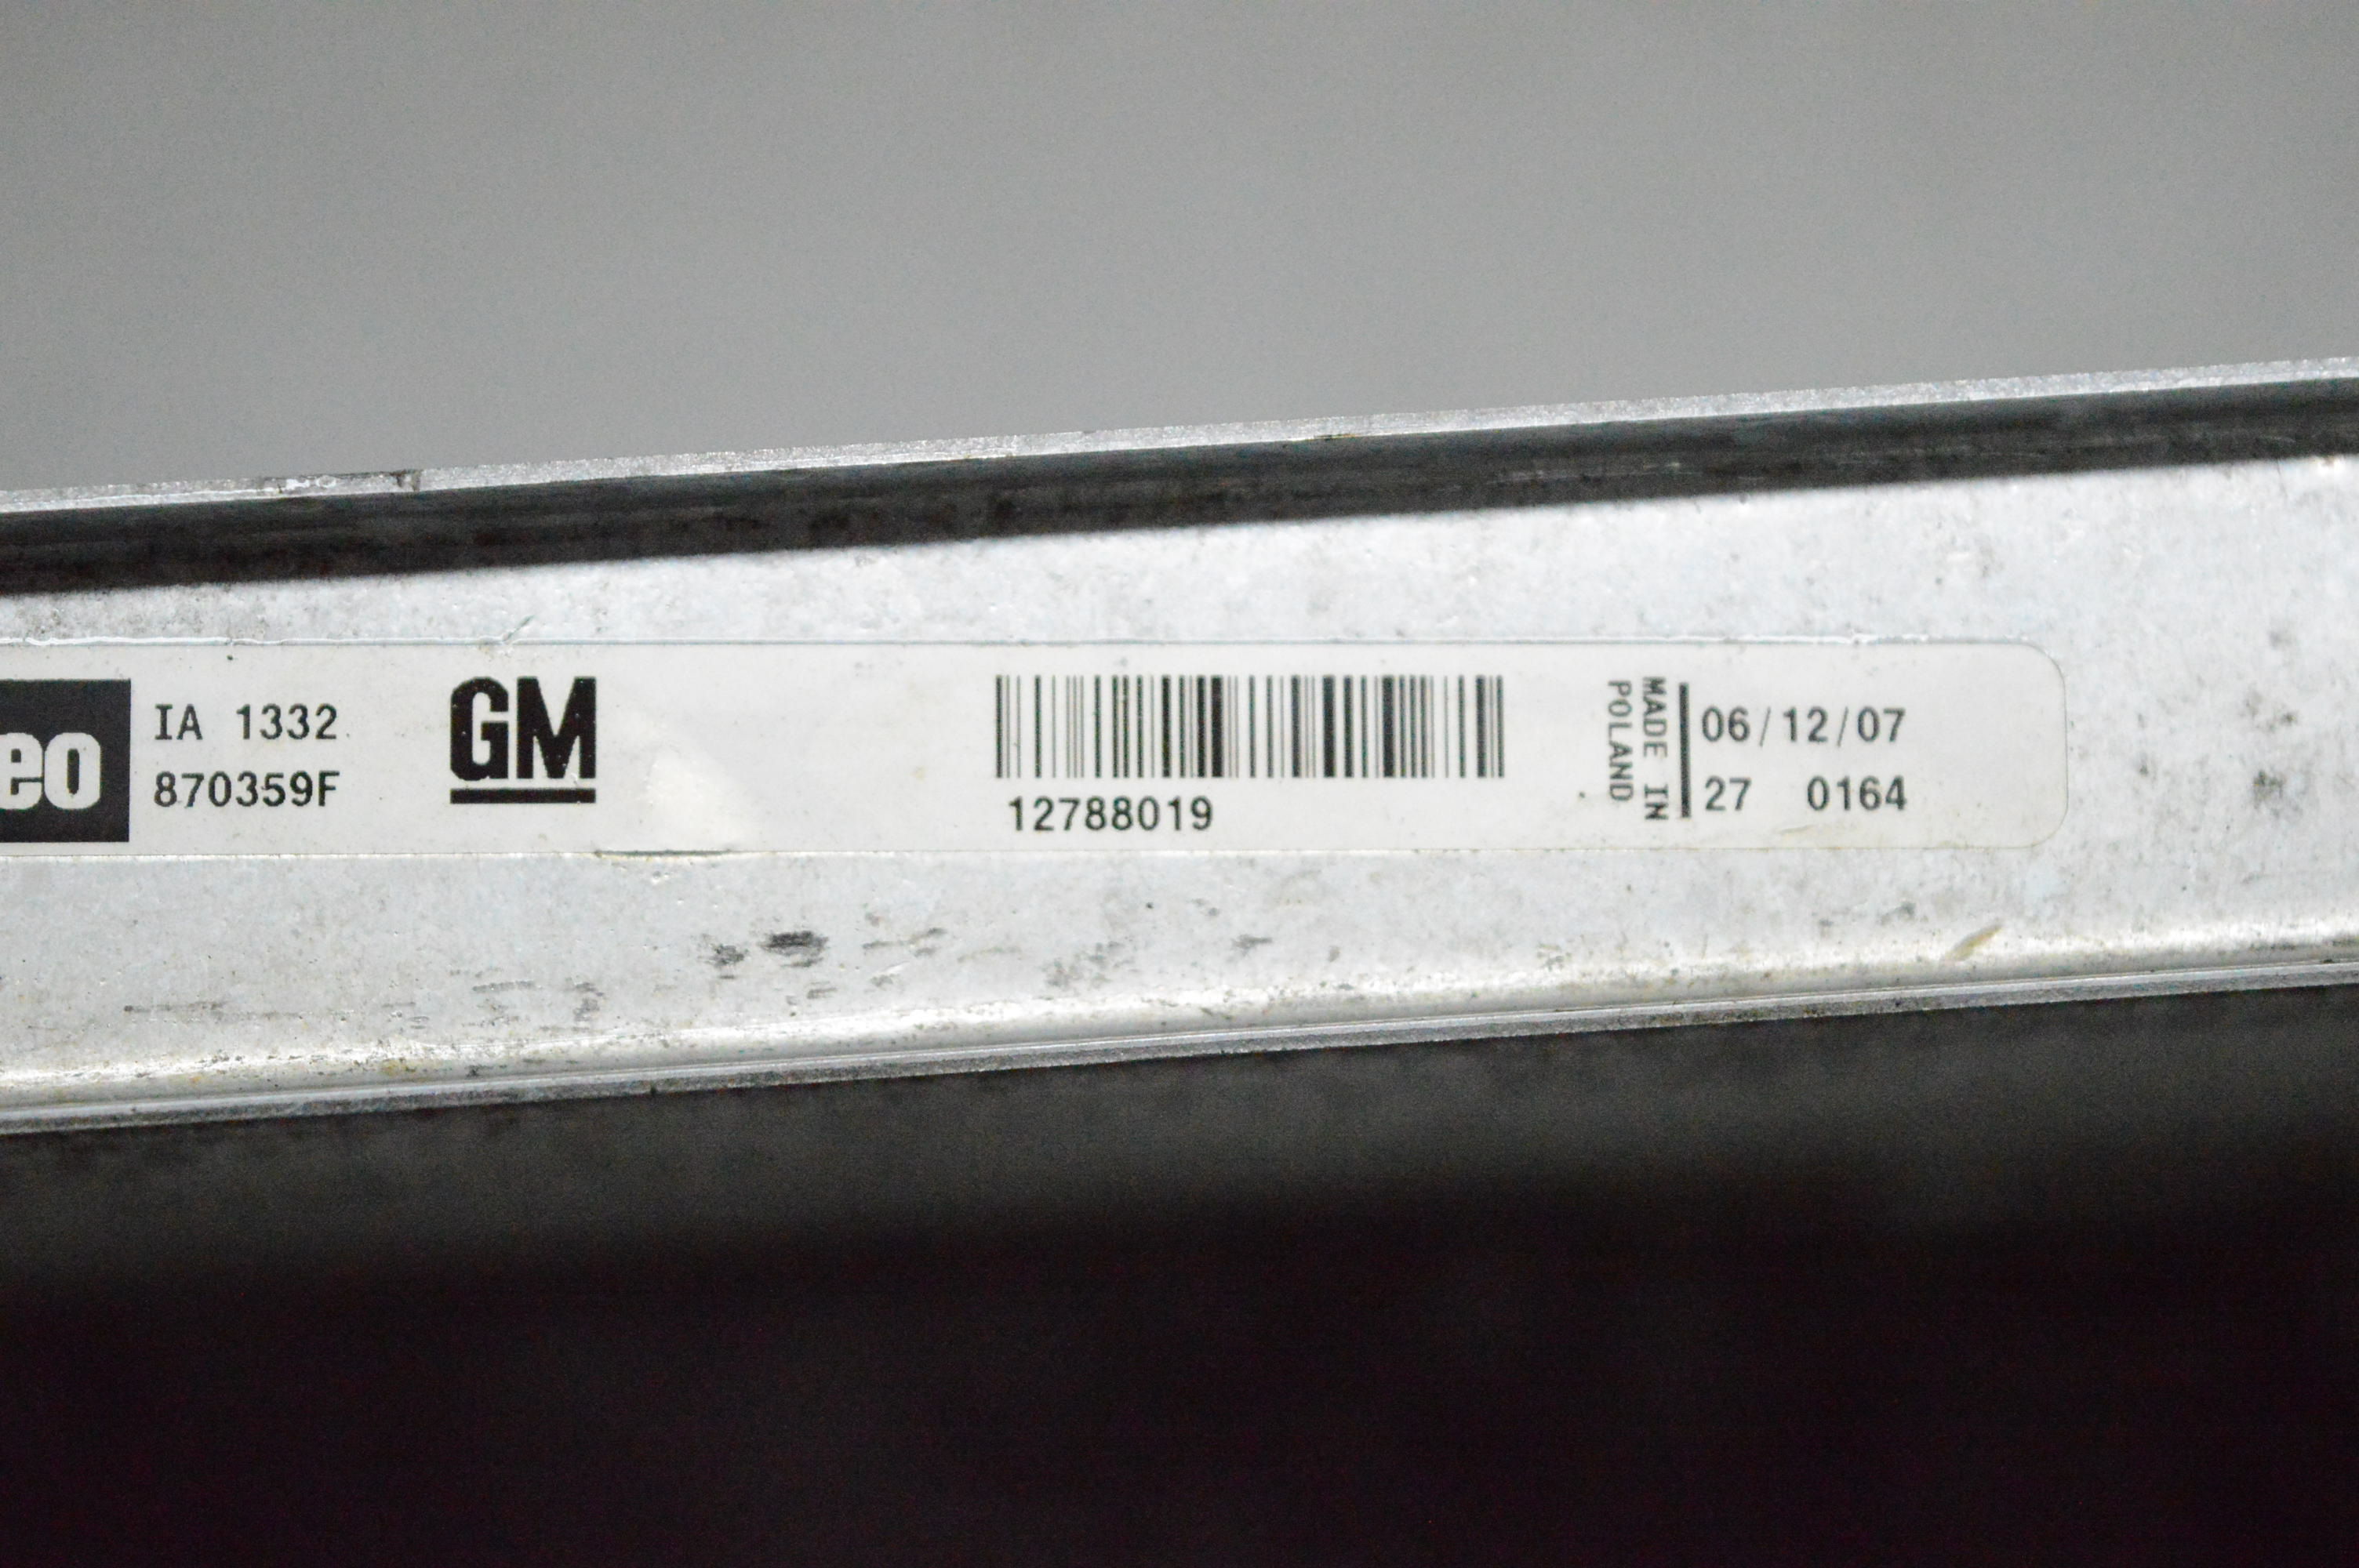 eo
IA 1332
870359F
GM
12788019
MADE IN
POLAND
06/12/07
27 0164